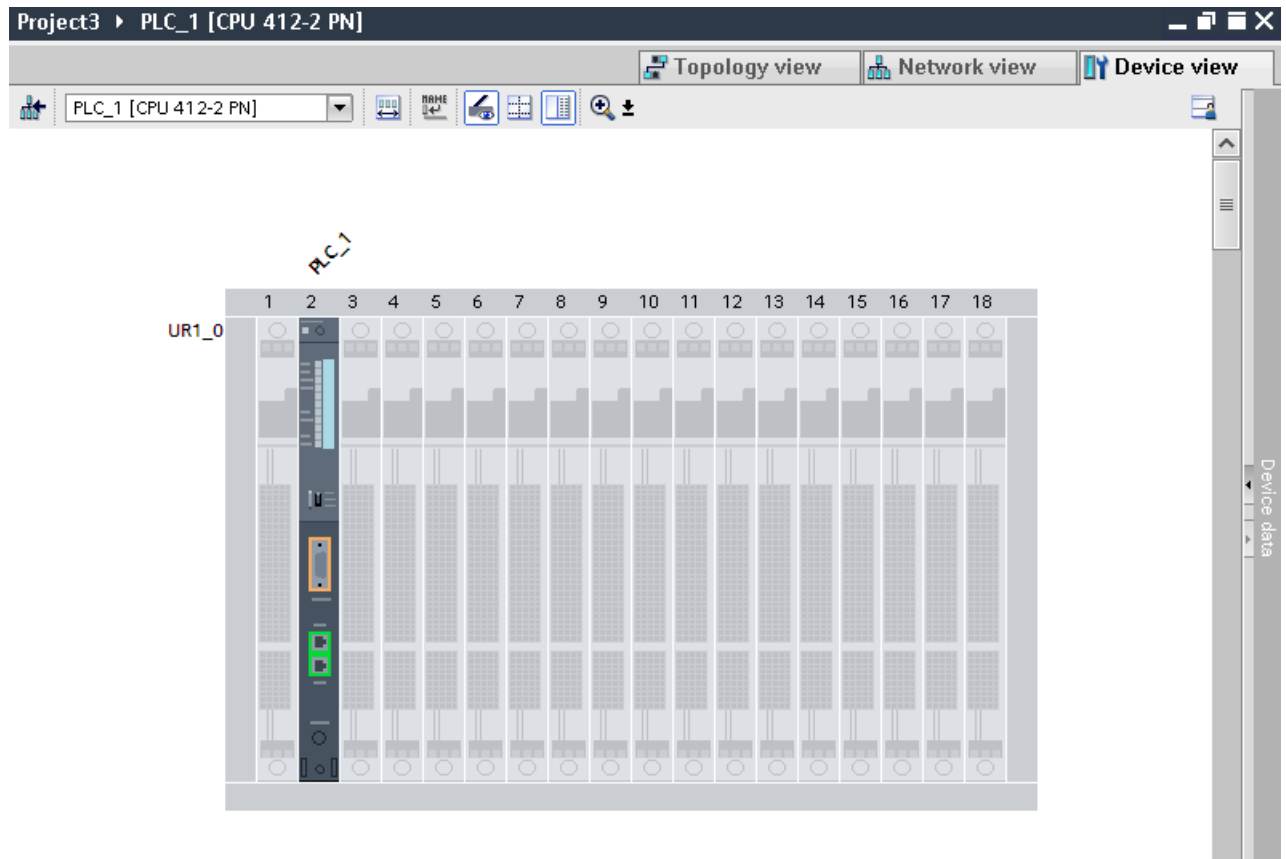 Project3 ▸ PLC_1 [CPU 412-2 PN]
Topology view Network view Device view
PLC_1 [CPU 412-2 PN] NAME
PLC_1
1 2 3 4 5 6 7 8 9 10 11 12 13 14 15 16 17 18
UR1_0
Device data